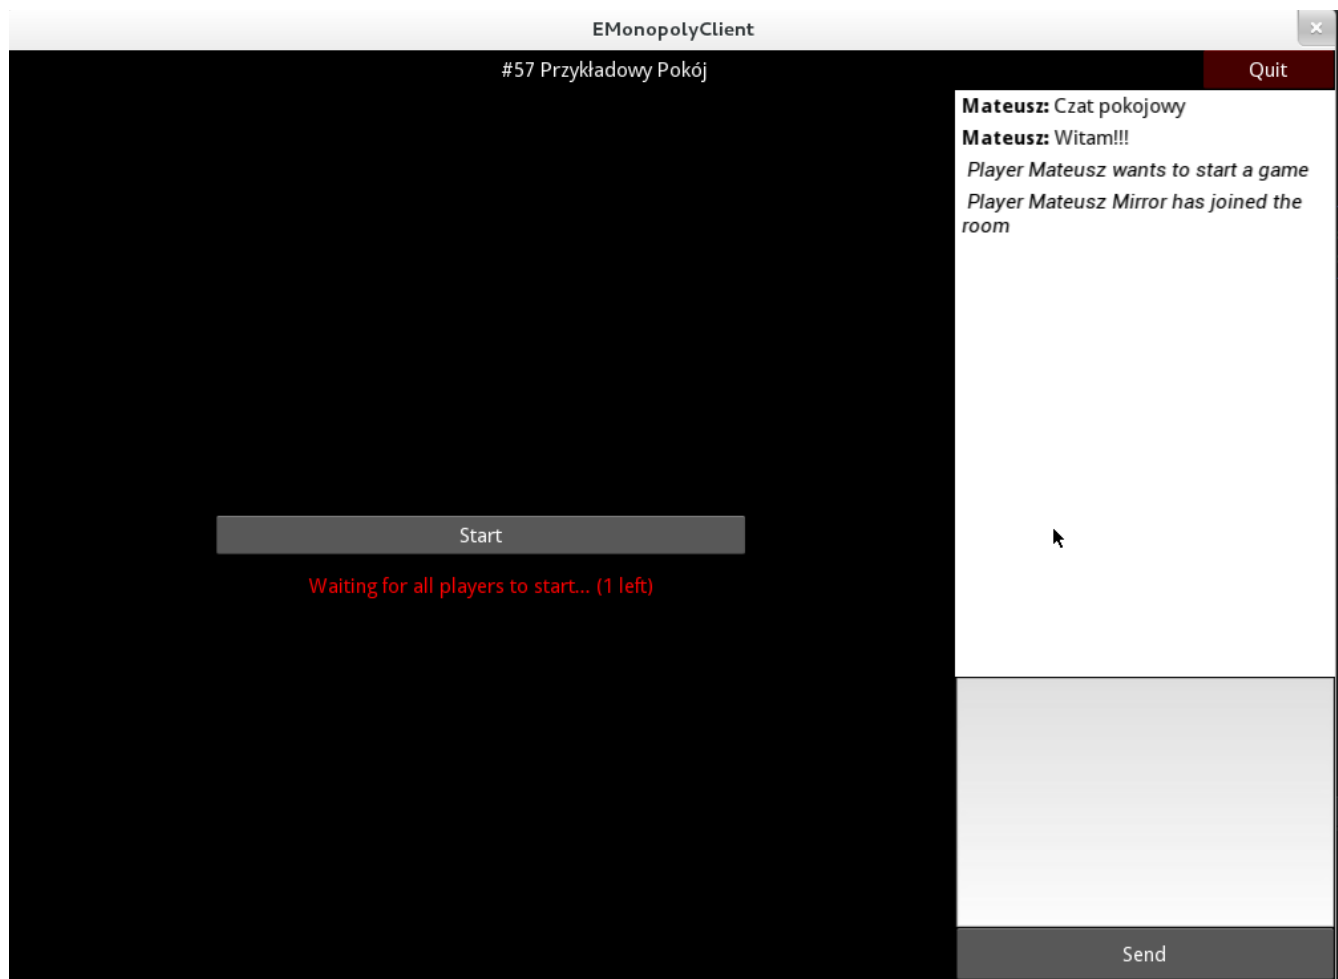 EMonopolyClient
#57 Przykładowy Pokój
Quit
Mateusz: Czat pokojowy
Mateusz: Witam!!!
Player Mateusz wants to start a game
Player Mateusz Mirror has joined the
room
Start
Waiting for all players to start... (1 left)
Send